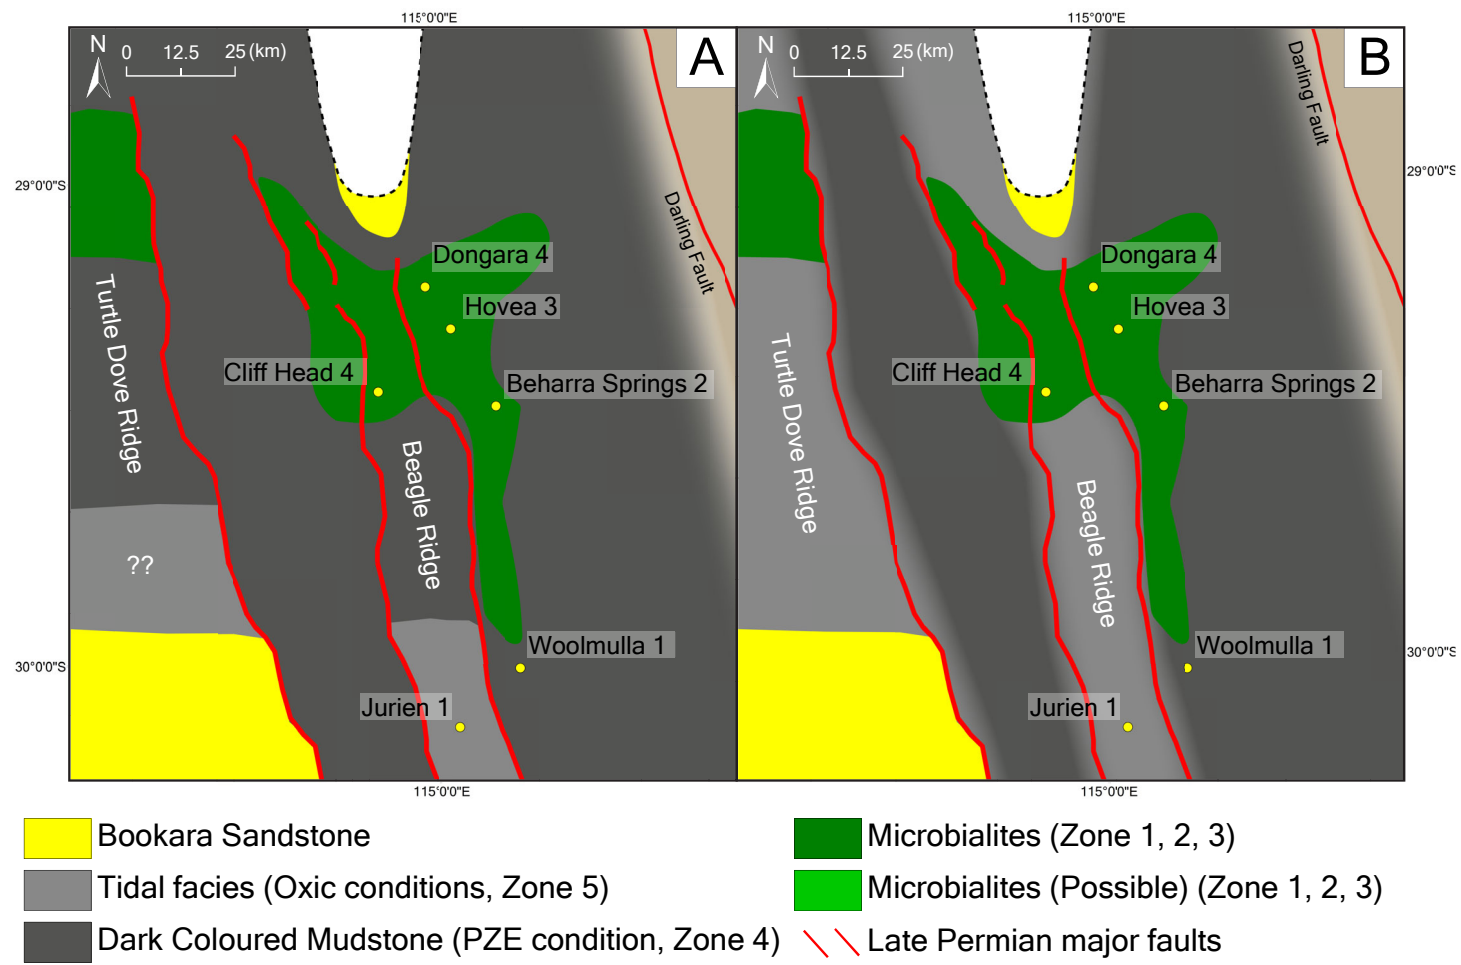 115°0'0"E
115°0'0"E
N
0 12.5 25 (km)
A
N
0 12.5 25 (km)
B
Darling Fault
29°0'0"S
29°0'0"S
Darling Fault
Dongara 4
Dongara 4
Hovea 3
Hovea 3
Turtle Dove Ridge
Cliff Head 4
Beharra Springs 2
Turtle Dove Ridge
Cliff Head 4
Beharra Springs 2
Beagle Ridge
Beagle Ridge
??
Woolmulla 1
Woolmulla 1
30°0'0"S
30°0'0"S
Jurien 1
Jurien 1
115°0'0"E
115°0'0"E
Bookara Sandstone
Microbialites (Zone 1, 2, 3)
Tidal facies (Oxic conditions, Zone 5)
Microbialites (Possible) (Zone 1, 2, 3)
Dark Coloured Mudstone (PZE condition, Zone 4)
Late Permian major faults